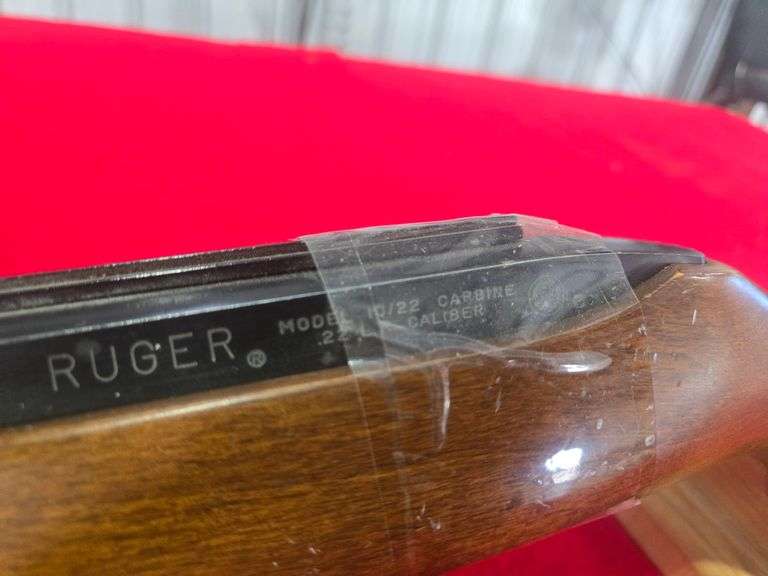 RUGER ®
MODEL 10/22 CARBINE
.22 L.R. CALIBER